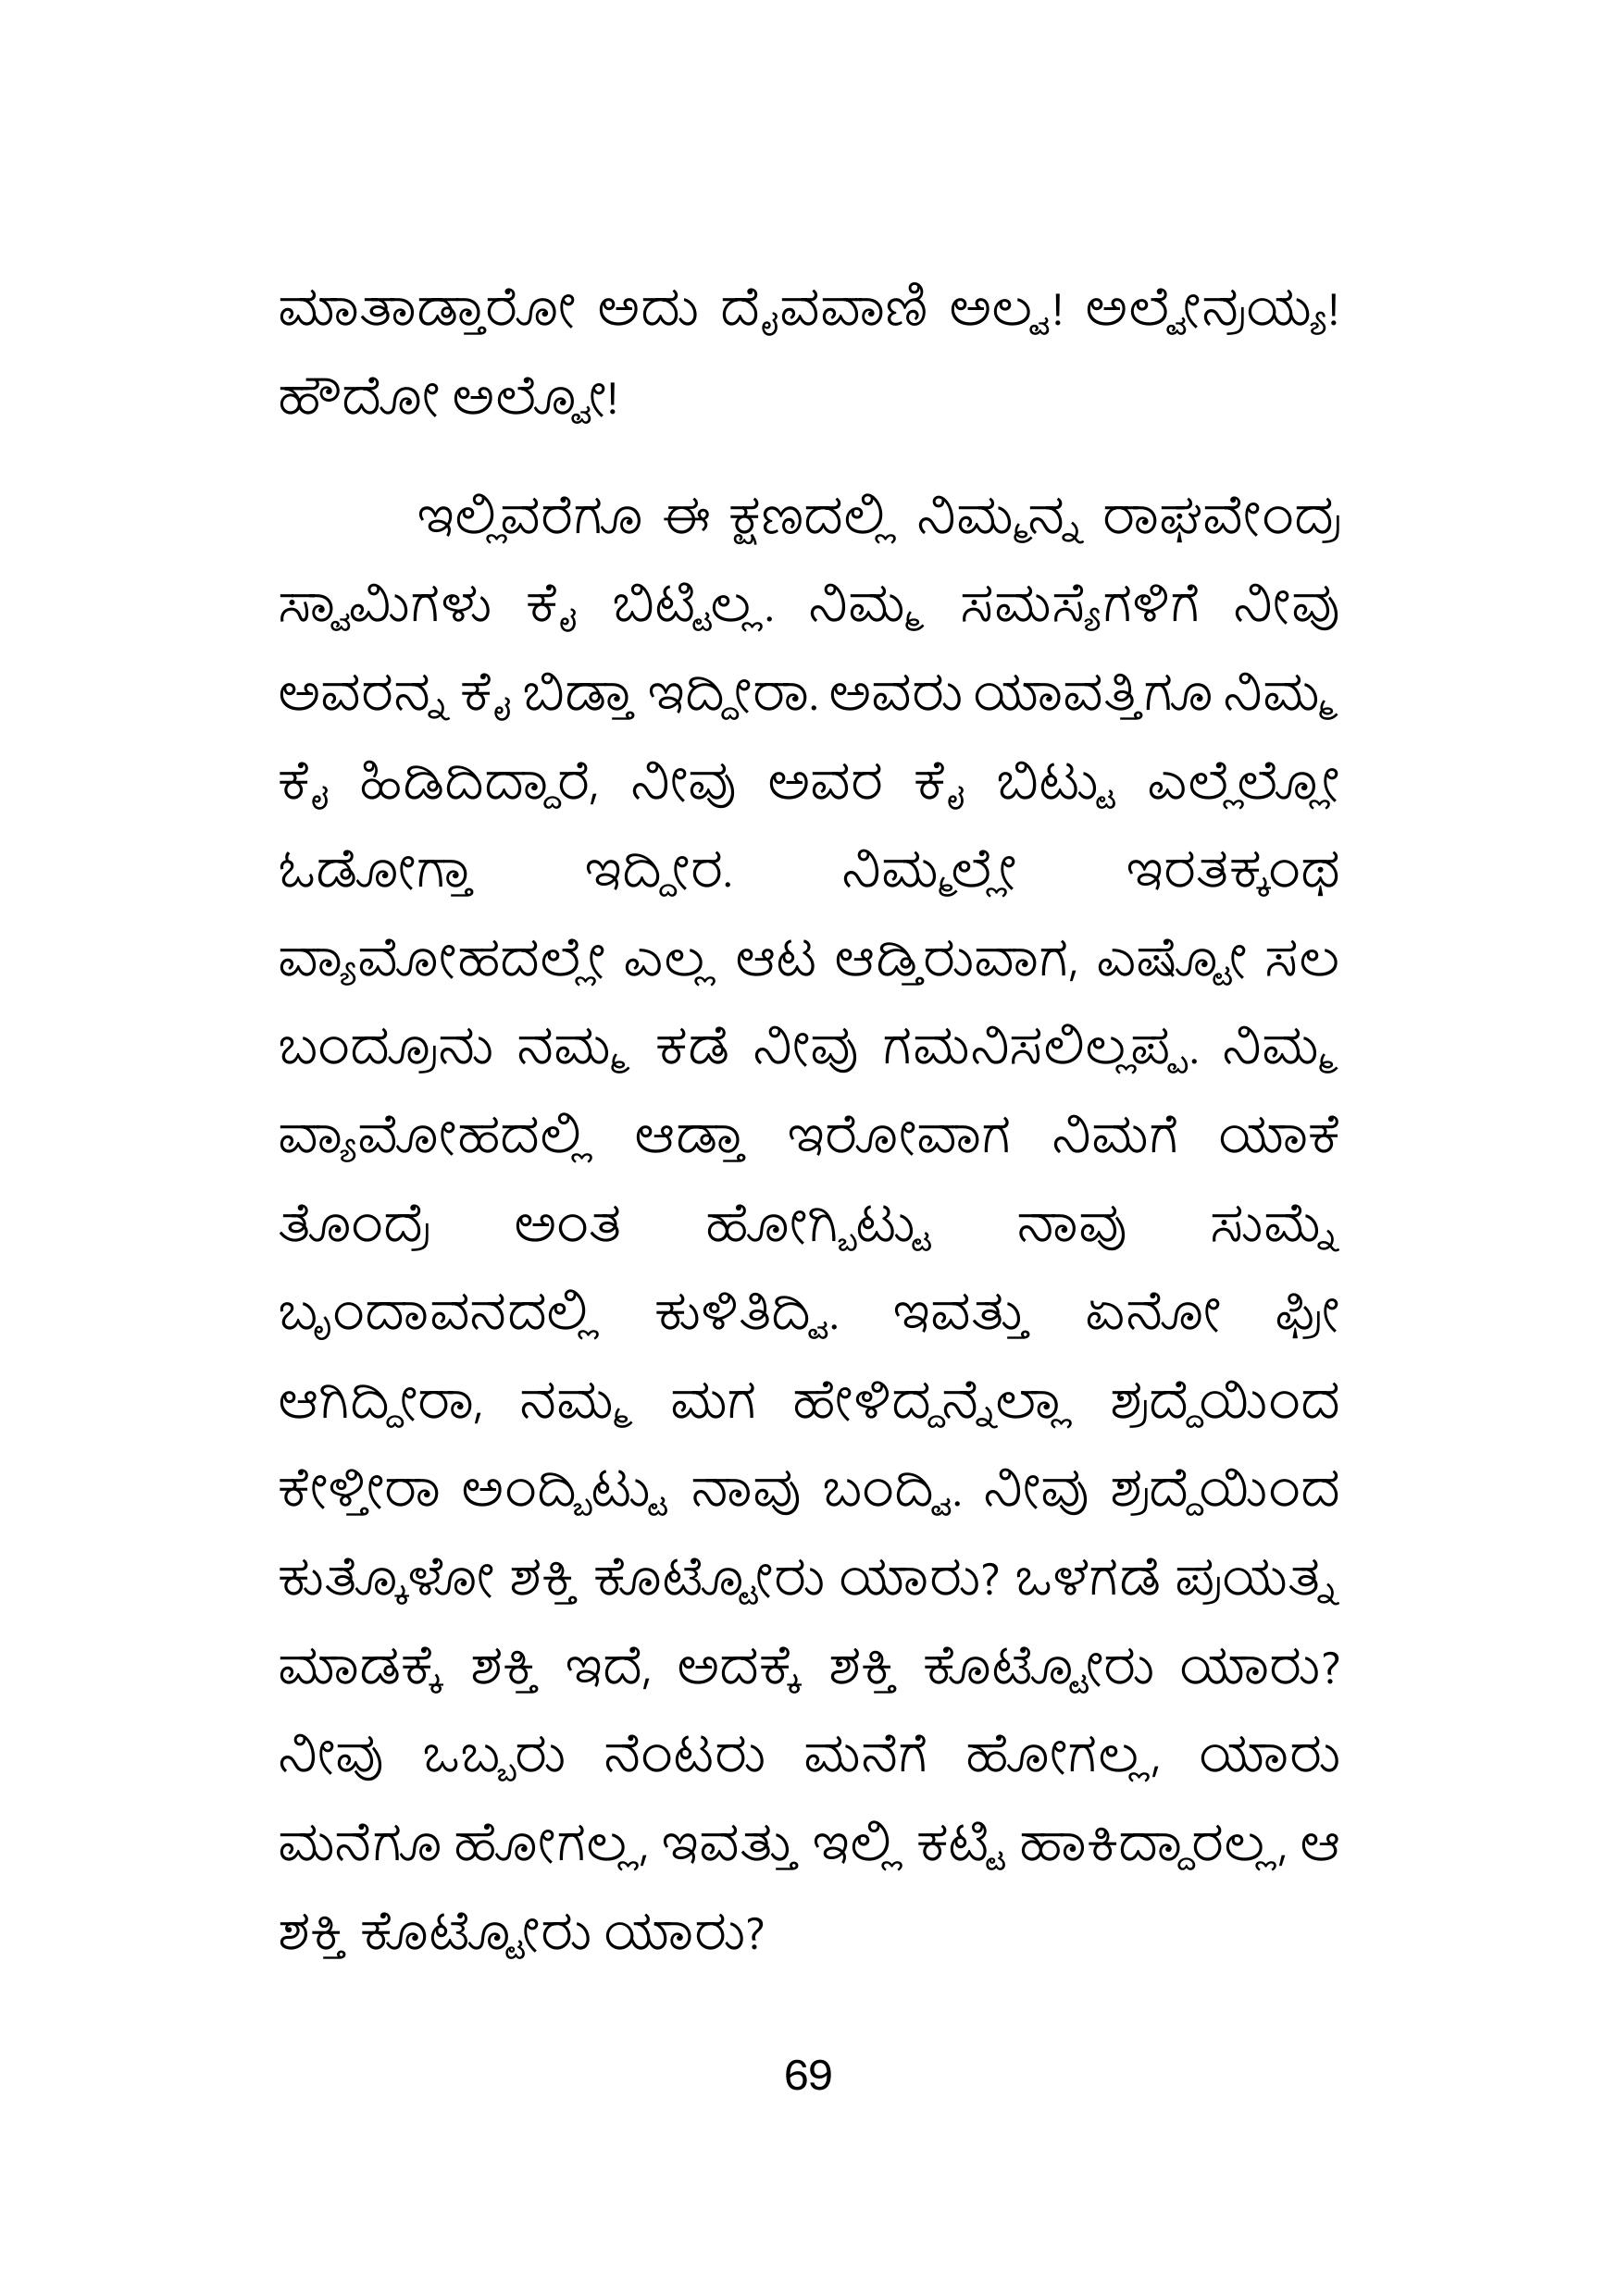 ಮಾತಾಡ್ತಾರೋ ಅದು ದೈವವಾಣಿ ಅಲ್ವ! ಅಲ್ವೇನ್ರಯ್ಯ!
ಹೌದೋ ಅಲ್ವೋ!
ಇಲ್ಲಿವರೆಗೂ ಈ ಕ್ಷಣದಲ್ಲಿ ನಿಮ್ಮನ್ನ ರಾಘವೇಂದ್ರ
ಸ್ವಾಮಿಗಳು ಕೈ ಬಿಟ್ಟಿಲ್ಲ. ನಿಮ್ಮ ಸಮಸ್ಯೆಗಳಿಗೆ ನೀವು
ಅವರನ್ನ ಕೈ ಬಿಡ್ತಾ ಇದ್ದೀರಾ. ಅವರು ಯಾವತ್ತಿಗೂ ನಿಮ್ಮ
ಕೈ ಹಿಡಿದಿದ್ದಾರೆ, ನೀವು ಅವರ ಕೈ ಬಿಟ್ಟು ಎಲ್ಲೆಲ್ಲೋ
ಓಡೋಗ್ತಾ ಇದ್ದೀರ. ನಿಮ್ಮಲ್ಲೇ ಇರತಕ್ಕಂಥ
ವ್ಯಾಮೋಹದಲ್ಲೇ ಎಲ್ಲ ಆಟ ಆಡ್ತಿರುವಾಗ, ಎಷ್ಟೋ ಸಲ
ಬಂದ್ರೂನು ನಮ್ಮ ಕಡೆ ನೀವು ಗಮನಿಸಲಿಲ್ಲಪ್ಪ. ನಿಮ್ಮ
ವ್ಯಾಮೋಹದಲ್ಲಿ ಆಡ್ತಾ ಇರೋವಾಗ ನಿಮಗೆ ಯಾಕೆ
ತೊಂದ್ರೆ ಅಂತ ಹೋಗ್ಬಿಟ್ಟು ನಾವು ಸುಮ್ನೆ
ಬೃಂದಾವನದಲ್ಲಿ ಕುಳಿತಿದ್ವಿ. ಇವತ್ತು ಏನೋ ಫ್ರೀ
ಆಗಿದ್ದೀರಾ, ನಮ್ಮ ಮಗ ಹೇಳಿದ್ದನ್ನೆಲ್ಲಾ ಶ್ರದ್ದೆಯಿಂದ
ಕೇಳ್ತೀರಾ ಅಂದ್ಬಿಟ್ಟು ನಾವು ಬಂದ್ವಿ. ನೀವು ಶ್ರದ್ದೆಯಿಂದ
ಕುತ್ಕೊಳೋ ಶಕ್ತಿ ಕೊಟ್ಟೋರು ಯಾರು? ಒಳಗಡೆ ಪ್ರಯತ್ನ
ಮಾಡಕ್ಕೆ ಶಕ್ತಿ ಇದೆ, ಅದಕ್ಕೆ ಶಕ್ತಿ ಕೊಟ್ಟೋರು ಯಾರು?
ನೀವು ಒಬ್ಬರು ನೆಂಟರು ಮನೆಗೆ ಹೋಗಲ್ಲ, ಯಾರು
ಮನೆಗೂ ಹೋಗಲ್ಲ, ಇವತ್ತು ಇಲ್ಲಿ ಕಟ್ಟಿ ಹಾಕಿದ್ದಾರಲ್ಲ, ಆ
ಶಕ್ತಿ ಕೊಟ್ಟೋರು ಯಾರು?
69